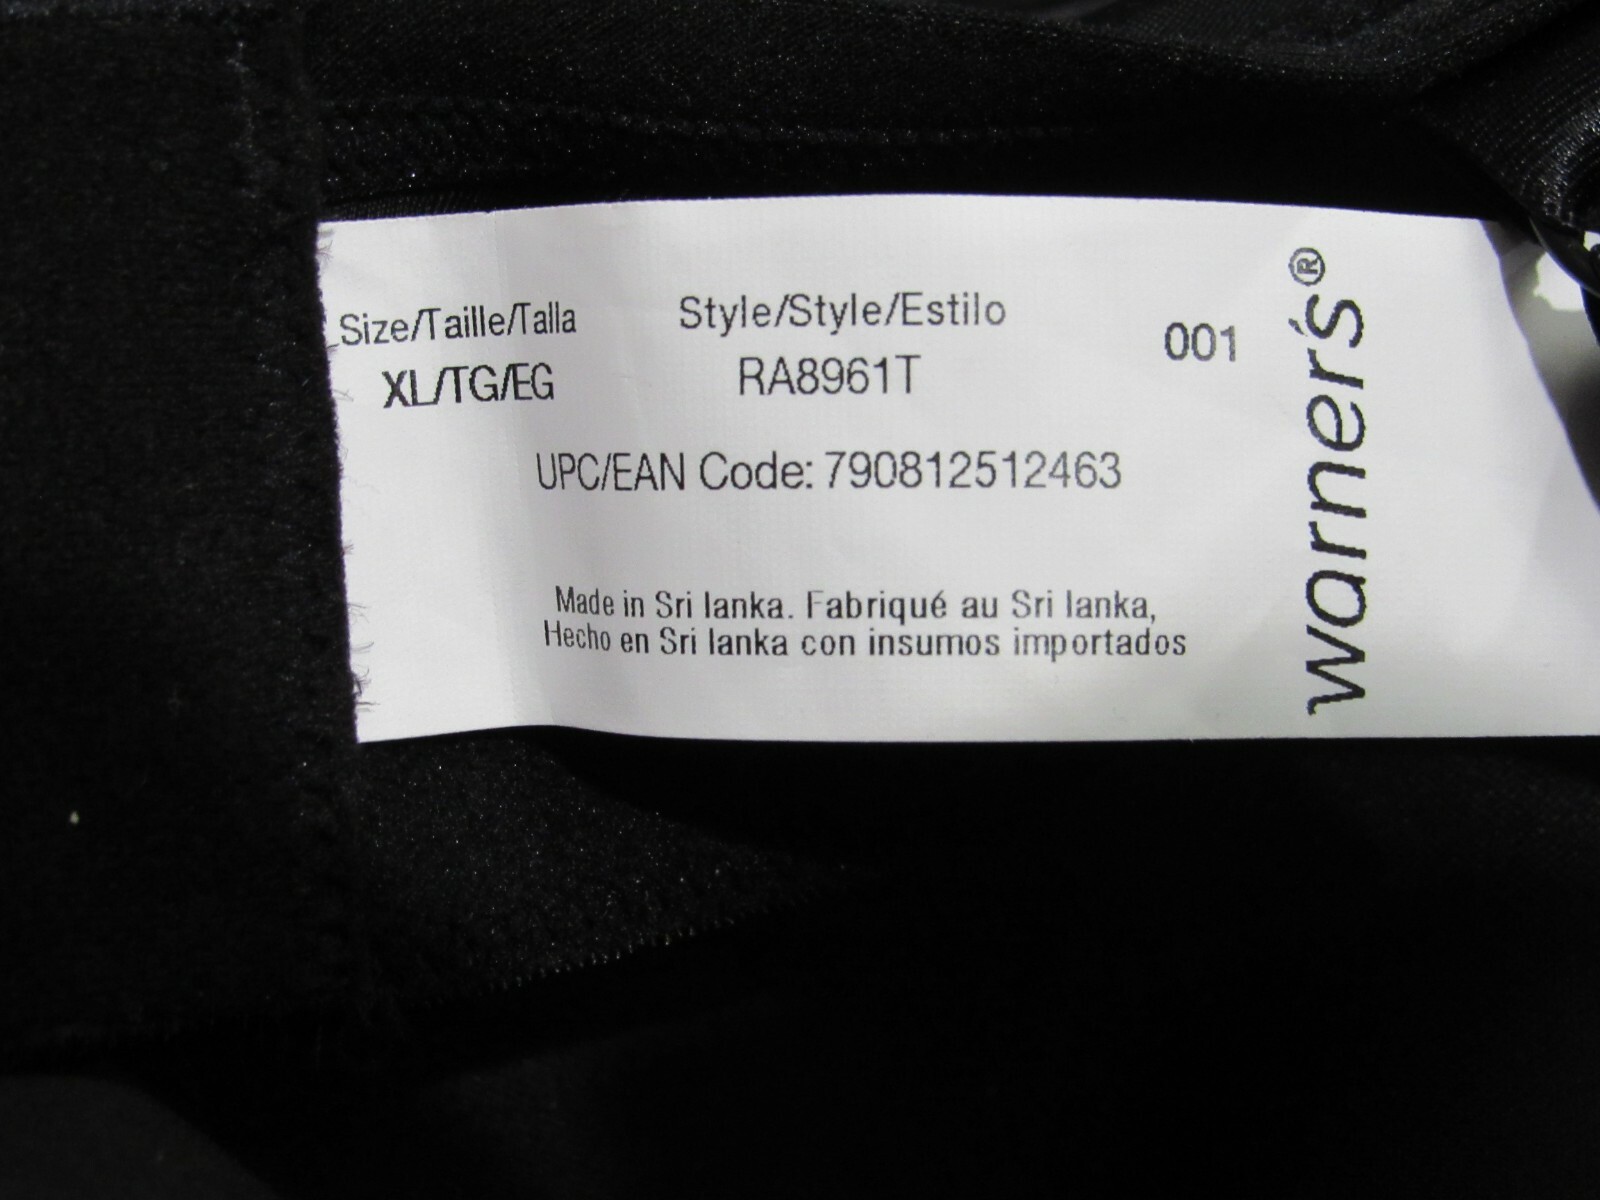 Size/Taille/Talla
XL/TG/EG
Style/Style/Estilo
RA8961T
001
UPC/EAN Code: 790812512463
Made in Sri lanka. Fabriqué au Sri lanka,
Hecho en Sri lanka con insumos importados
warner's®